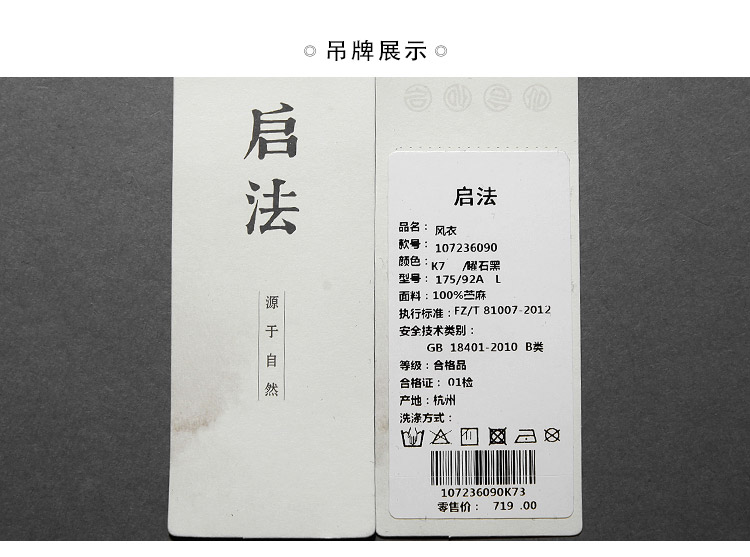 吊牌展示
启
法
源
于
自
然
启法
品名： 风衣
款号： 107236090
颜色： K7 /曜石黑
型号： 175/92A L
面料：100%苎麻
执行标准：FZ/T 81007-2012
安全技术类别：
GB 18401-2010 B类
等级：合格品
合格证： 01检
产地：杭州
洗涤方式：
107236090K73
零售价： 719 .00